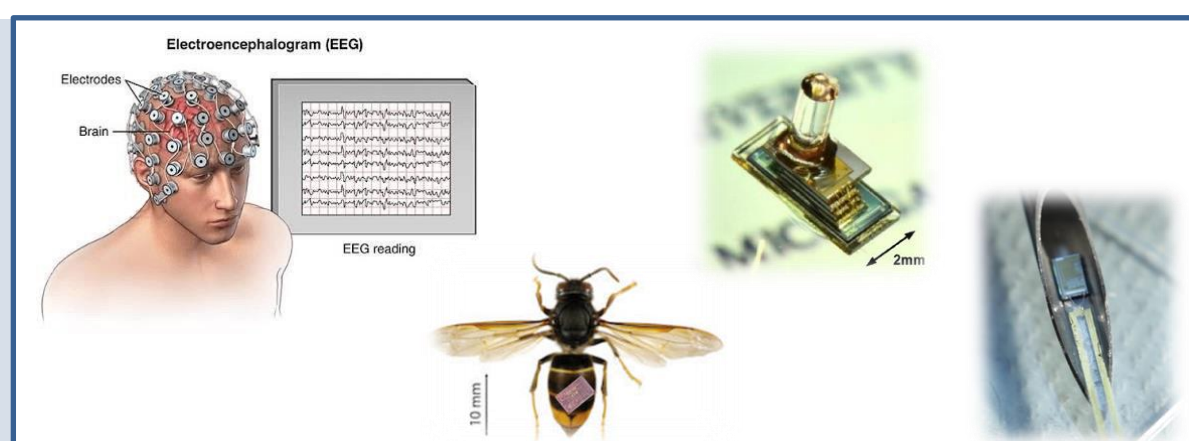 Electroencephalogram (EEG)
Electrodes
Brain
EEG reading
2mm
10 mm